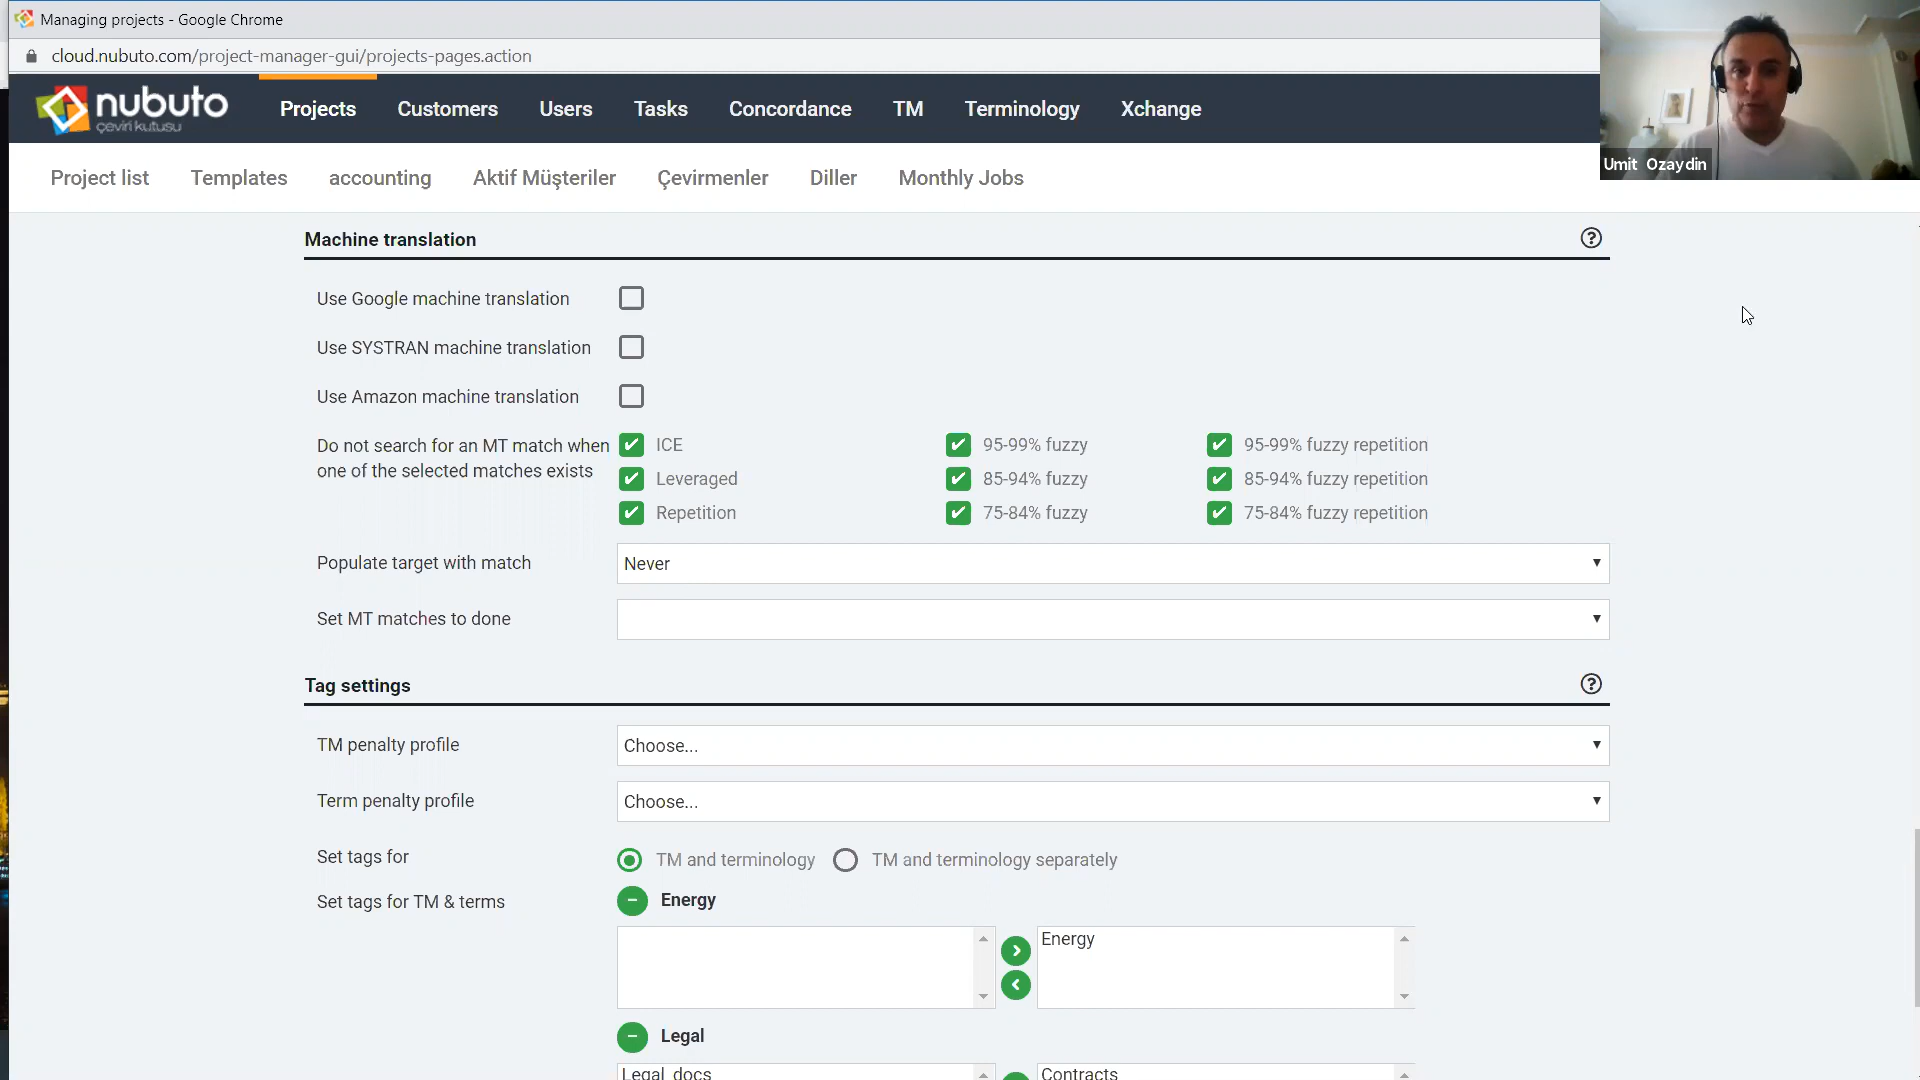 Managing projects - Google Chrome
cloud.nubuto.com/project-manager-gui/projects-pages.action
nubuto
çeviri kutusu
Projects
Customers
Users
Tasks
Concordance
TM
Terminology
Xchange
Umit Ozaydin
Project list
Templates
accounting
Aktif Müşteriler
Çevirmenler
Diller
Monthly Jobs
Machine translation
Use Google machine translation
Use SYSTRAN machine translation
Use Amazon machine translation
Do not search for an MT match when
one of the selected matches exists
ICE
95-99% fuzzy
95-99% fuzzy repetition
Leveraged
85-94% fuzzy
85-94% fuzzy repetition
Repetition
75-84% fuzzy
75-84% fuzzy repetition
Populate target with match
Never
Set MT matches to done
Tag settings
TM penalty profile
Choose...
Term penalty profile
Choose...
Set tags for
TM and terminology
TM and terminology separately
Set tags for TM & terms
Energy
Energy
Legal
Legal docs
Contracts